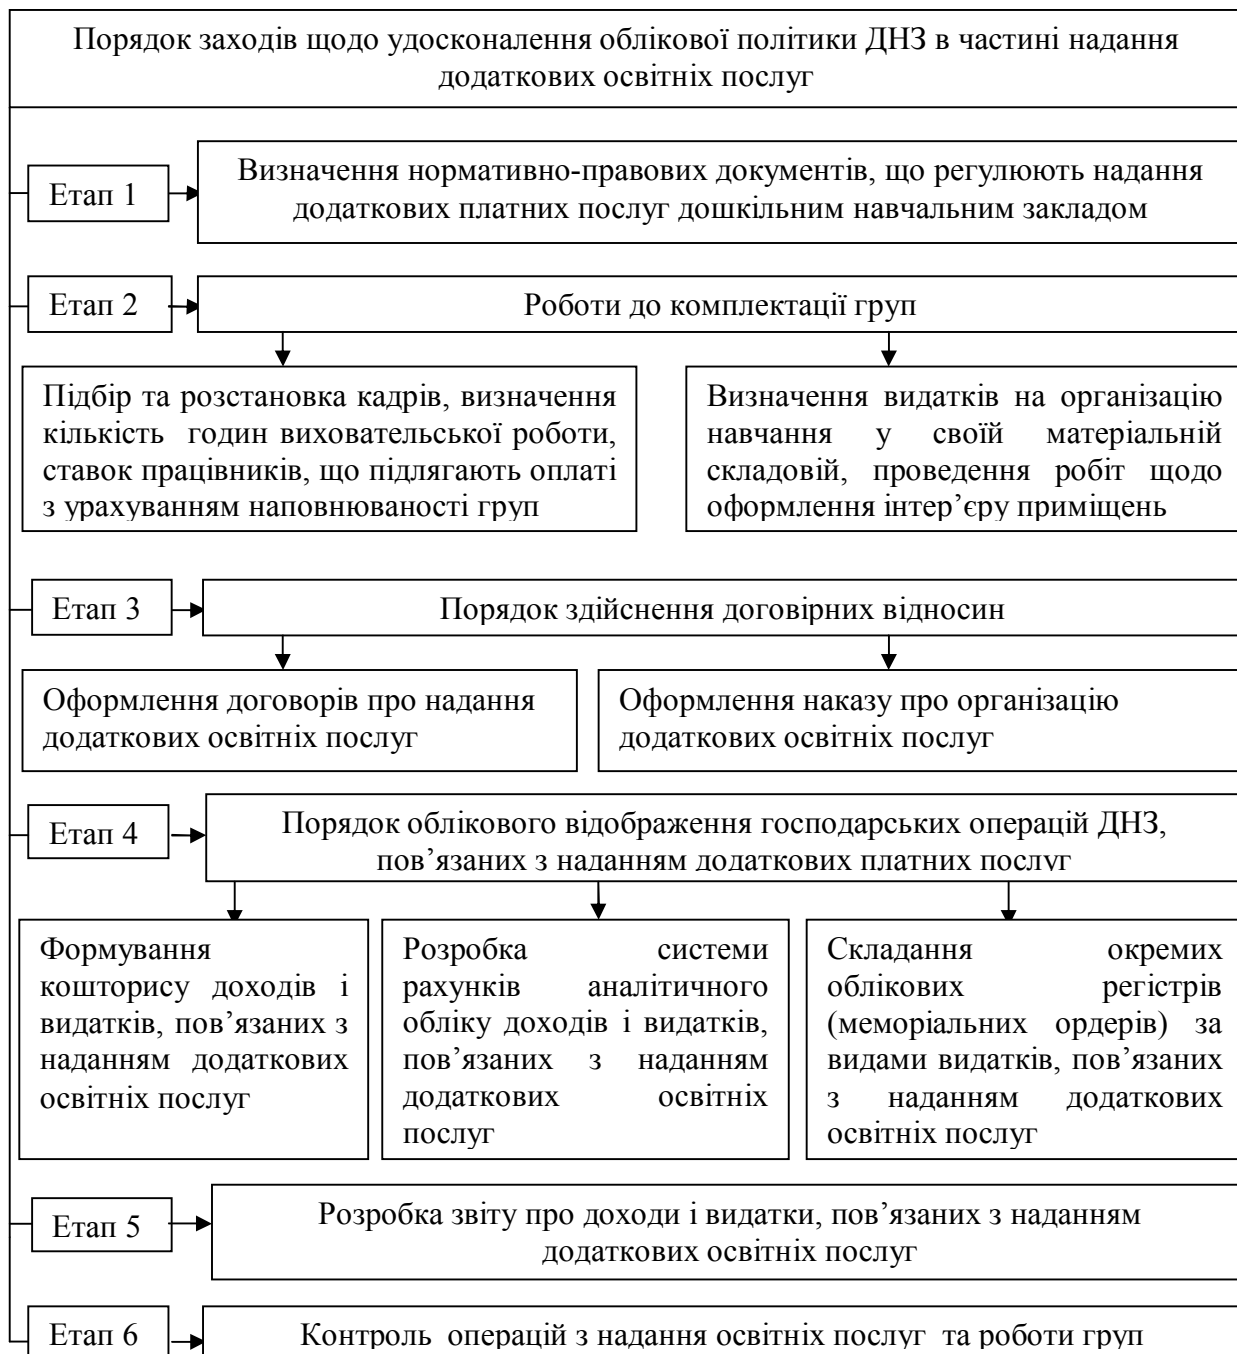 Порядок заходів щодо удосконалення облікової політики ДНЗ в частині надання
додаткових освітніх послуг
Етап 1
Визначення нормативно-правових документів, що регулюють надання
додаткових платних послуг дошкільним навчальним закладом
Етап 2
Роботи до комплектації груп
Підбір та розстановка кадрів, визначення
кількість годин виховательської роботи,
ставок працівників, що підлягають оплаті
з урахуванням наповнюваності груп
Визначення видатків на організацію
навчання у своїй матеріальній
складовій, проведення робіт щодо
оформлення інтер’єру приміщень
Етап 3
Порядок здійснення договірних відносин
Оформлення договорів про надання
додаткових освітніх послуг
Оформлення наказу про організацію
додаткових освітніх послуг
Етап 4
Порядок облікового відображення господарських операцій ДНЗ,
пов’язаних з наданням додаткових платних послуг
Формування
кошторису доходів і
видатків, пов’язаних з
наданням додаткових
освітніх послуг
Розробка системи
рахунків аналітичного
обліку доходів і видатків,
пов’язаних з наданням
додаткових освітніх
послуг
Складання окремих
облікових регістрів
(меморіальних ордерів) за
видами видатків, пов’язаних
з наданням додаткових
освітніх послуг
Етап 5
Розробка звіту про доходи і видатки, пов’язаних з наданням
додаткових освітніх послуг
Етап 6
Контроль операцій з надання освітніх послуг та роботи груп